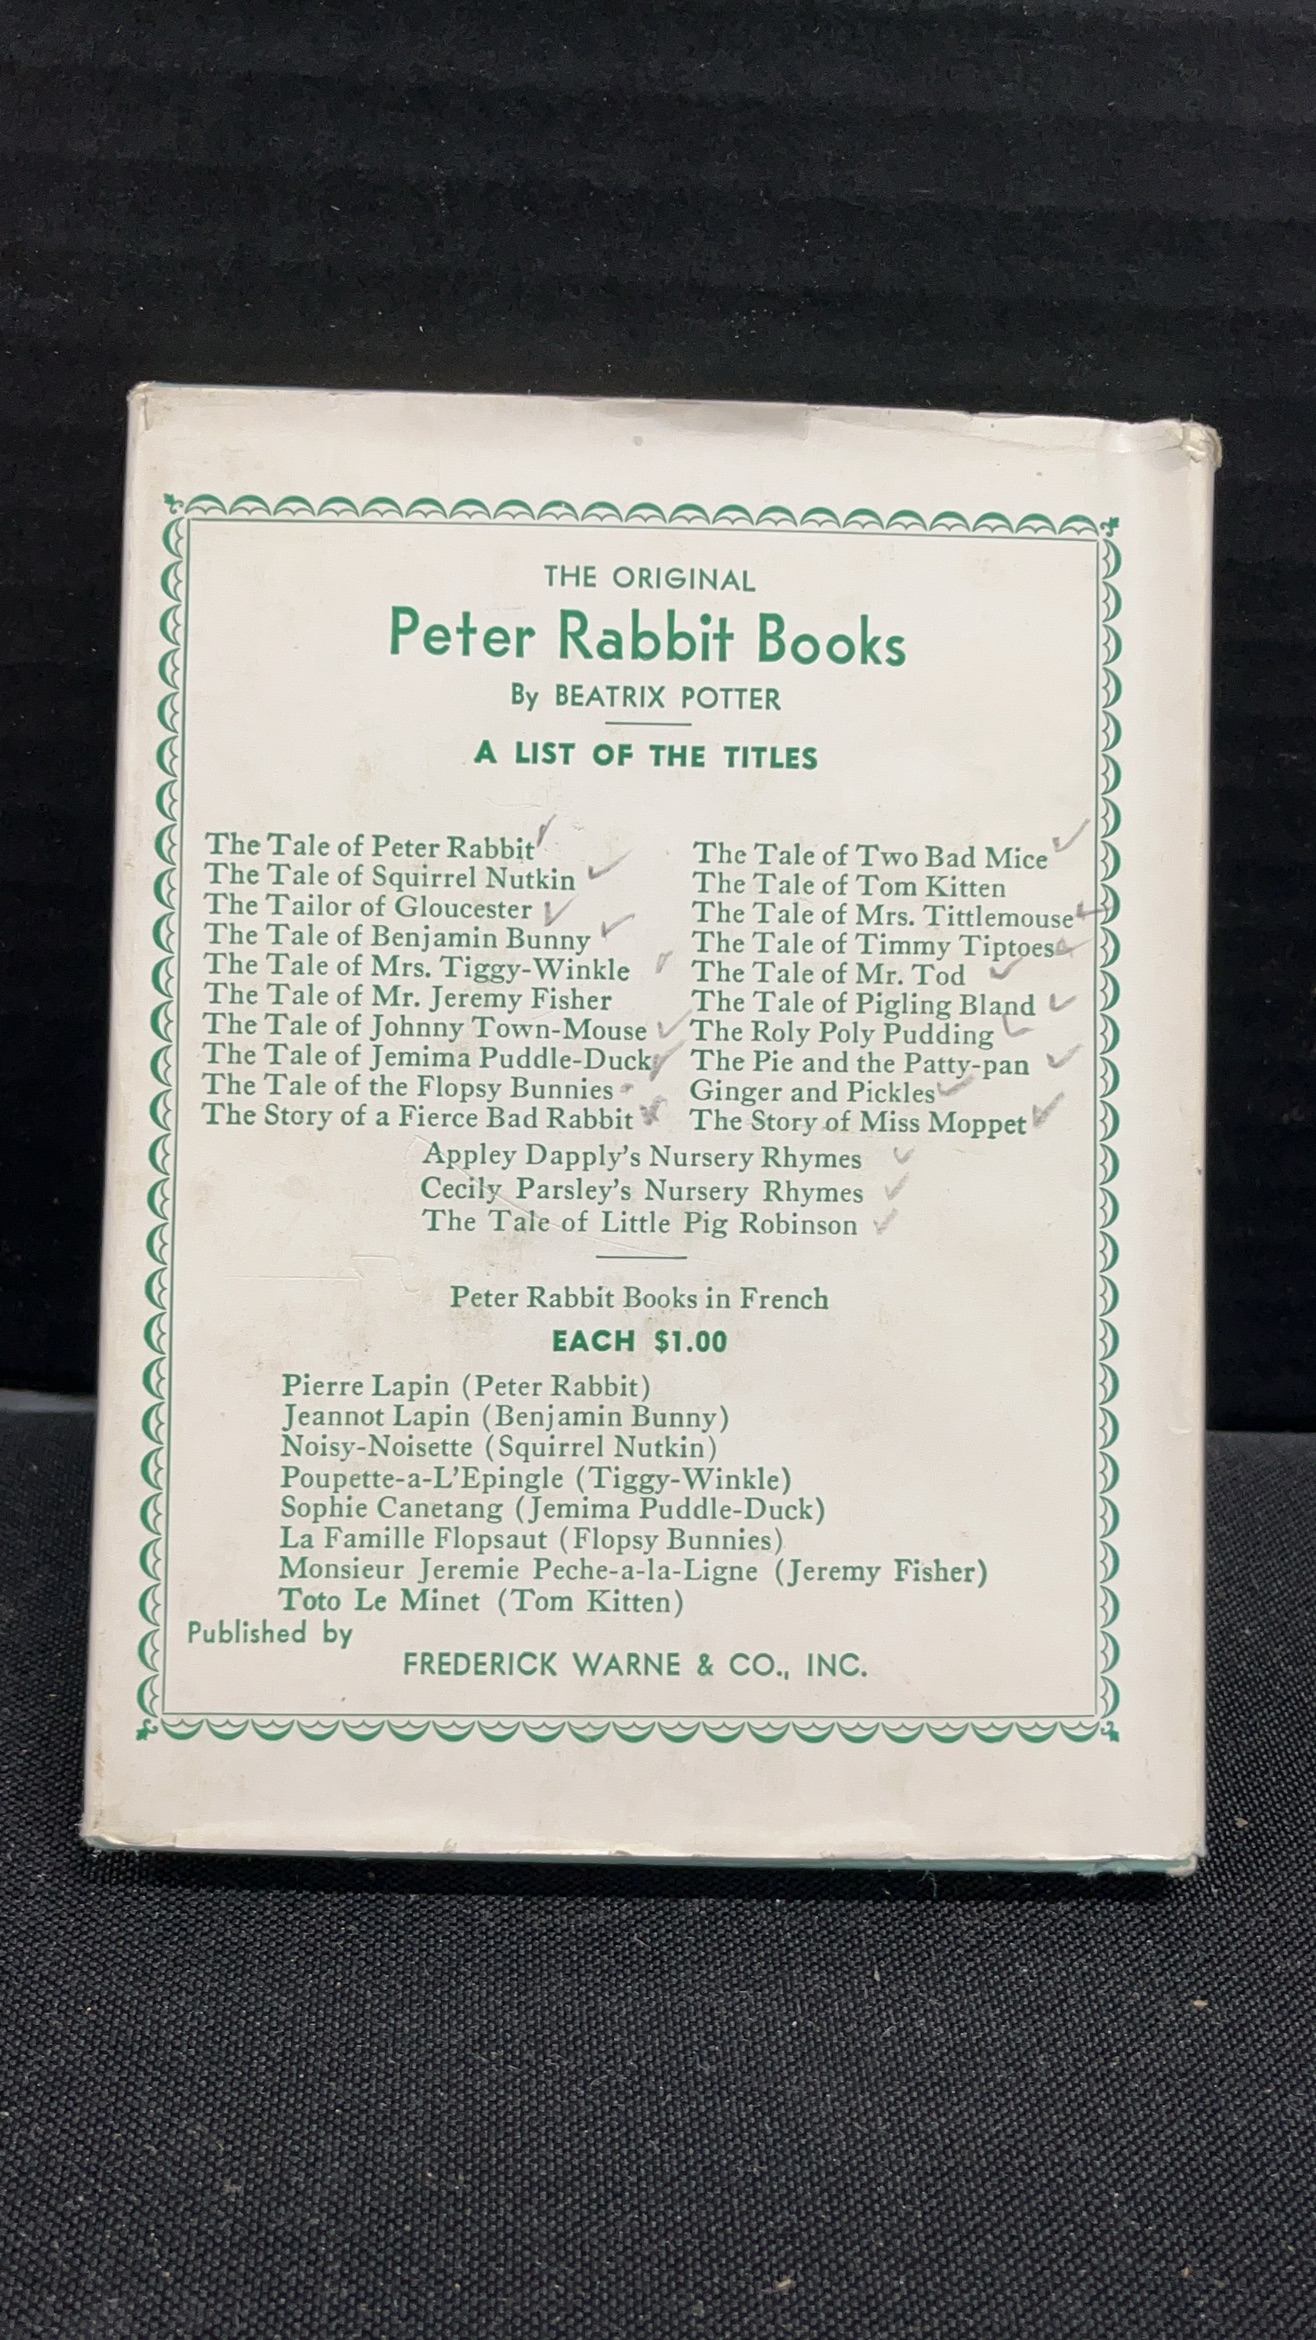 THE ORIGINAL
Peter Rabbit Books
By BEATRIX POTTER
A LIST OF THE TITLES
The Tale of Peter Rabbit
The Tale of Squirrel Nutkin
The Tailor of Gloucester
The Tale of Benjamin Bunny
The Tale of Mrs. Tiggy-Winkle
The Tale of Mr. Jeremy Fisher
The Tale of Johnny Town-Mouse
The Tale of Jemima Puddle-Duck
The Tale of the Flopsy Bunnies
The Story of a Fierce Bad Rabbit
The Tale of Two Bad Mice
The Tale of Tom Kitten
The Tale of Mrs. Tittlemouse
The Tale of Timmy Tiptoes
The Tale of Mr. Tod
The Tale of Pigling Bland
The Roly Poly Pudding
The Pie and the Patty-pan
Ginger and Pickles
The Story of Miss Moppet
Appley Dapply's Nursery Rhymes
Cecily Parsley's Nursery Rhymes
The Tale of Little Pig Robinson
Peter Rabbit Books in French
EACH $1.00
Pierre Lapin (Peter Rabbit)
Jeannot Lapin (Benjamin Bunny)
Noisy-Noisette (Squirrel Nutkin)
Poupette-a-L'Epingle (Tiggy-Winkle)
Sophie Canetang (Jemima Puddle-Duck)
La Famille Flopsaut (Flopsy Bunnies)
Monsieur Jeremie Peche-a-la-Ligne (Jeremy Fisher)
Toto Le Minet (Tom Kitten)
Published by
FREDERICK WARNE & CO., INC.